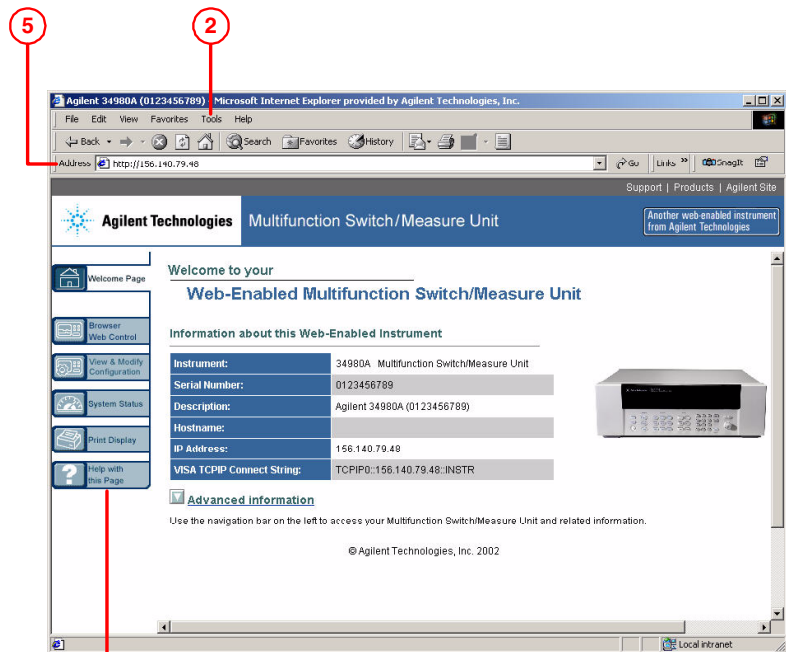 5 2
Agilent 34980A (0123456789) - Microsoft Internet Explorer provided by Agilent Technologies, Inc.
File Edit View Favorites Tools Help
Back Search Favorites History
Address http://156.140.79.48 Go Links » SnagIt
Support | Products | Agilent Site
Agilent Technologies Multifunction Switch/Measure Unit
Another web-enabled instrument
from Agilent Technologies
Welcome Page
Welcome to your
Web-Enabled Multifunction Switch/Measure Unit
Browser
Web Control
Information about this Web-Enabled Instrument
View & Modify
Configuration
Instrument: 34980A Multifunction Switch/Measure Unit
Serial Number: 0123456789
System Status
Description: Agilent 34980A (0123456789)
Hostname:
Print Display
IP Address: 156.140.79.48
Help with
this Page
VISA TCPIP Connect String: TCPIP0::156.140.79.48::INSTR
Advanced information
Use the navigation bar on the left to access your Multifunction Switch/Measure Unit and related information.
© Agilent Technologies, Inc. 2002
Local intranet